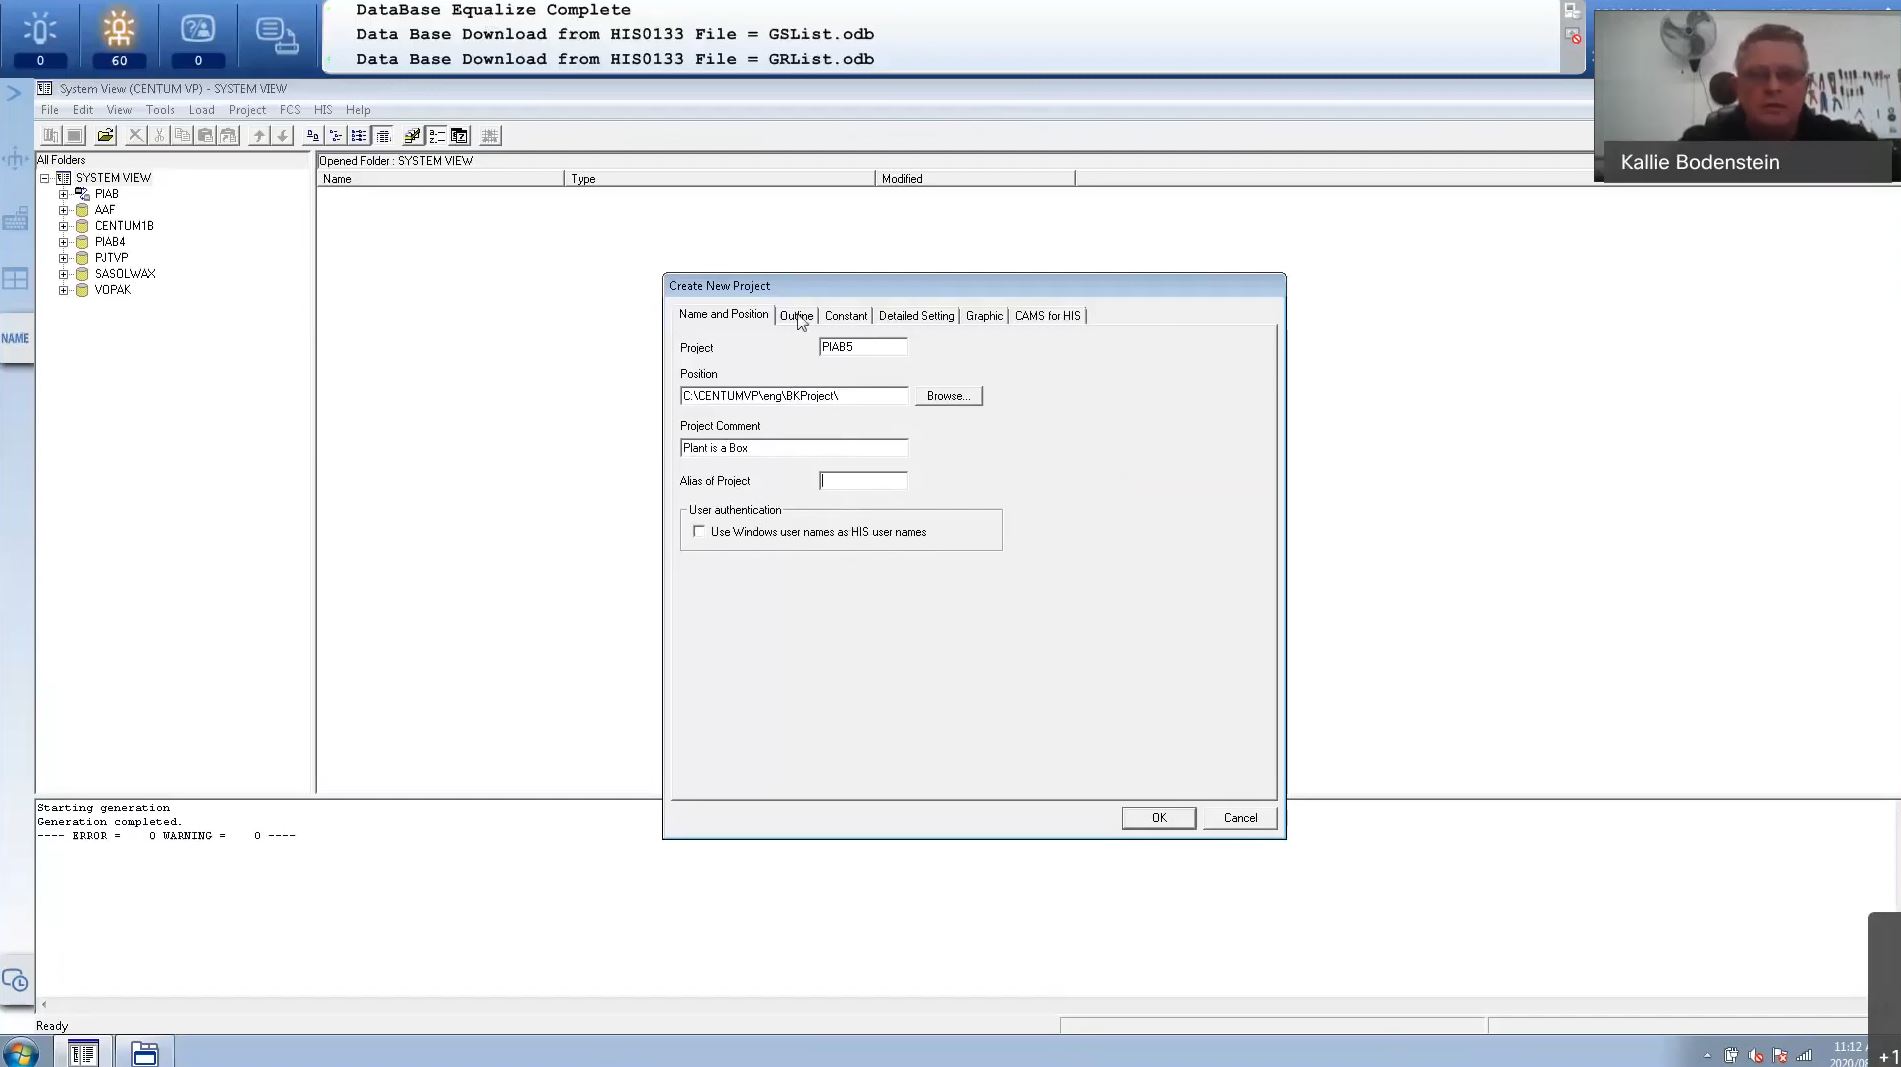 DataBase Equalize Complete
Data Base Download from HIS0133 File = GSList.odb
Data Base Download from HIS0133 File = GRList.odb
0
60
0
System View (CENTUM VP) - SYSTEM VIEW
File Edit View Tools Load Project FCS HIS Help
All Folders
Opened Folder : SYSTEM VIEW
Name Type Modified
SYSTEM VIEW
PIAB
AAF
CENTUM1B
PIAB4
PJTVP
SASOLWAX
VOPAK
NAME
Kallie Bodenstein
Create New Project
Name and Position Outline Constant Detailed Setting Graphic CAMS for HIS
Project PIAB5
Position
C:\CENTUMVP\eng\BKProject\ Browse...
Project Comment
Plant is a Box
Alias of Project
User authentication
Use Windows user names as HIS user names
OK Cancel
Starting generation
Generation completed.
---- ERROR = 0 WARNING = 0 ----
Ready
11:12
2020/08
+1